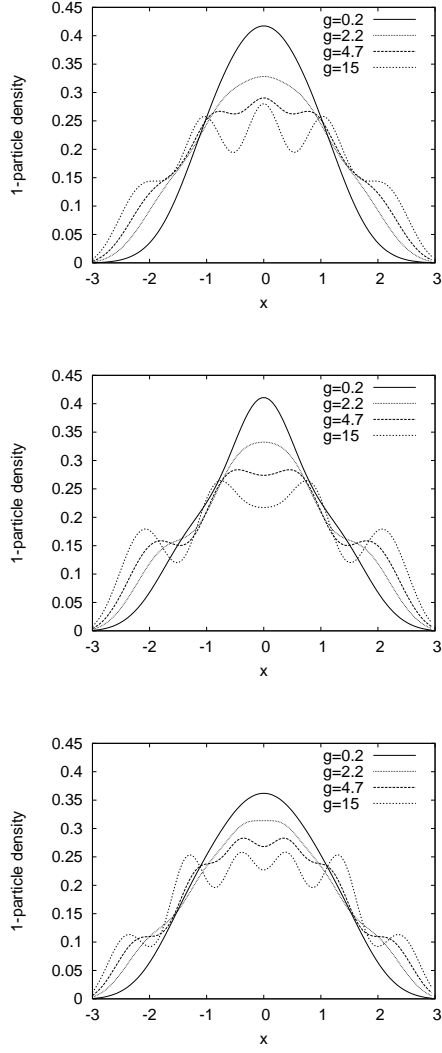 0.45
0.4
0.35
0.3
0.25
0.2
0.15
0.1
0.05
0
1-particle density
g=0.2
g=2.2
g=4.7
g=15
-3 -2 -1 0 1 2 3
x
0.45
0.4
0.35
0.3
0.25
0.2
0.15
0.1
0.05
0
1-particle density
g=0.2
g=2.2
g=4.7
g=15
-3 -2 -1 0 1 2 3
x
0.45
0.4
0.35
0.3
0.25
0.2
0.15
0.1
0.05
0
1-particle density
g=0.2
g=2.2
g=4.7
g=15
-3 -2 -1 0 1 2 3
x